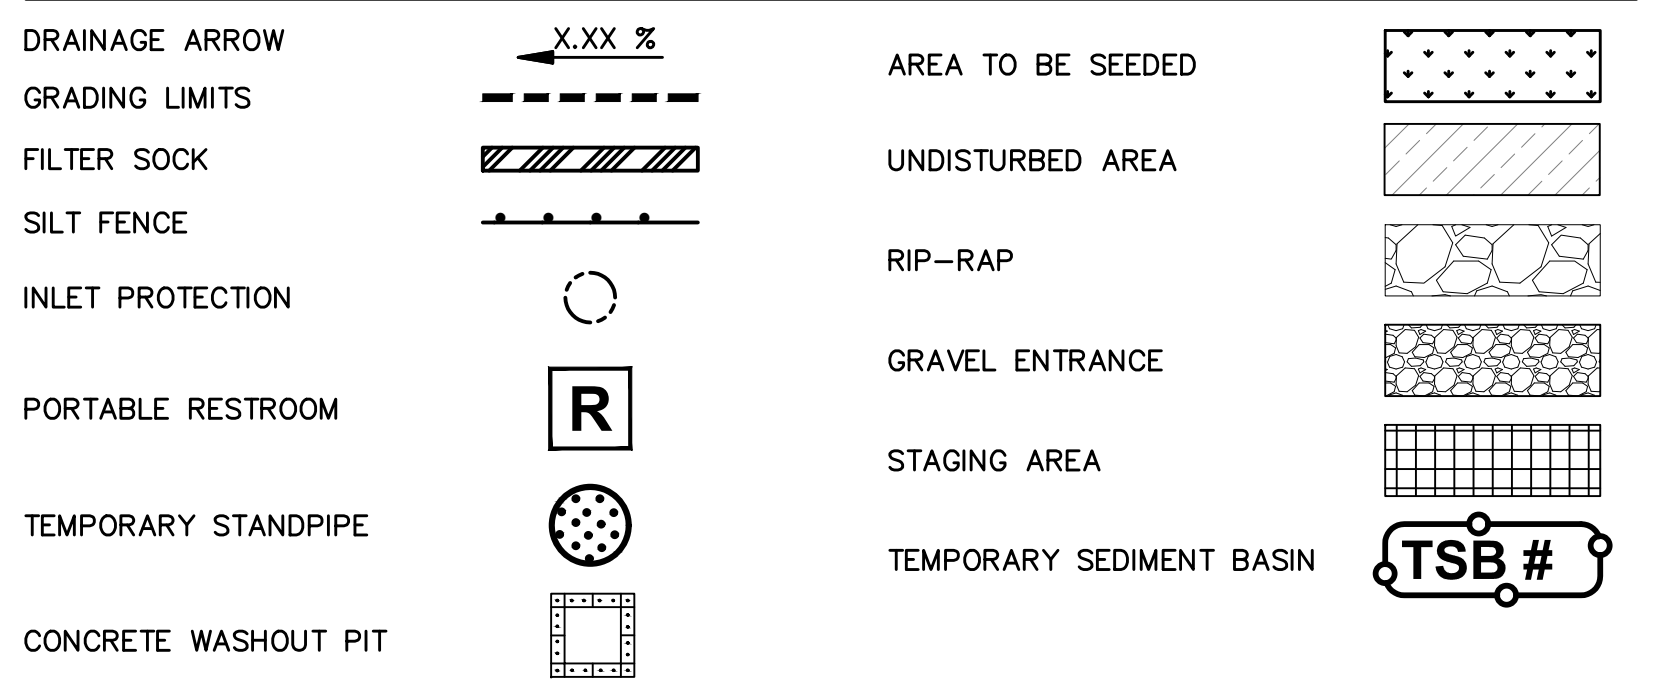 DRAINAGE ARROW
X.XX %
GRADING LIMITS
FILTER SOCK
SILT FENCE
INLET PROTECTION
PORTABLE RESTROOM
R
TEMPORARY STANDPIPE
CONCRETE WASHOUT PIT
AREA TO BE SEEDED
UNDISTURBED AREA
RIP-RAP
GRAVEL ENTRANCE
STAGING AREA
TEMPORARY SEDIMENT BASIN
TSB #